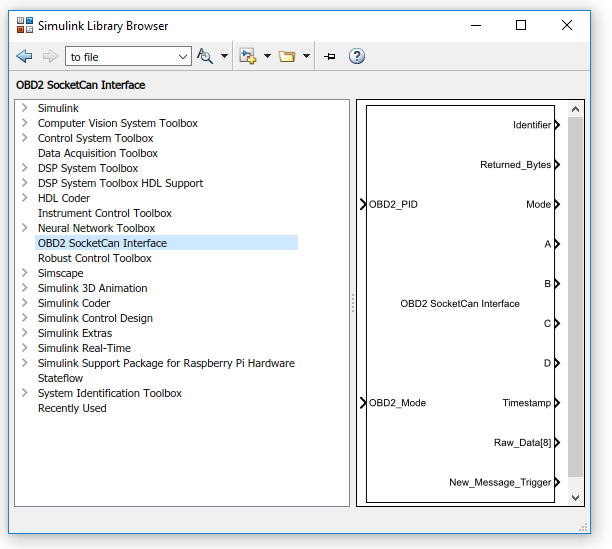 Simulink Library Browser
to file
OBD2 SocketCan Interface
Simulink
Computer Vision System Toolbox
Control System Toolbox
Data Acquisition Toolbox
DSP System Toolbox
DSP System Toolbox HDL Support
HDL Coder
Instrument Control Toolbox
Neural Network Toolbox
OBD2 SocketCan Interface
Robust Control Toolbox
Simscape
Simulink 3D Animation
Simulink Coder
Simulink Control Design
Simulink Extras
Simulink Real-Time
Simulink Support Package for Raspberry Pi Hardware
Stateflow
System Identification Toolbox
Recently Used
Identifier
Returned_Bytes
OBD2_PID
Mode
A
B
OBD2 SocketCan Interface
C
D
OBD2_Mode
Timestamp
Raw_Data[8]
New_Message_Trigger